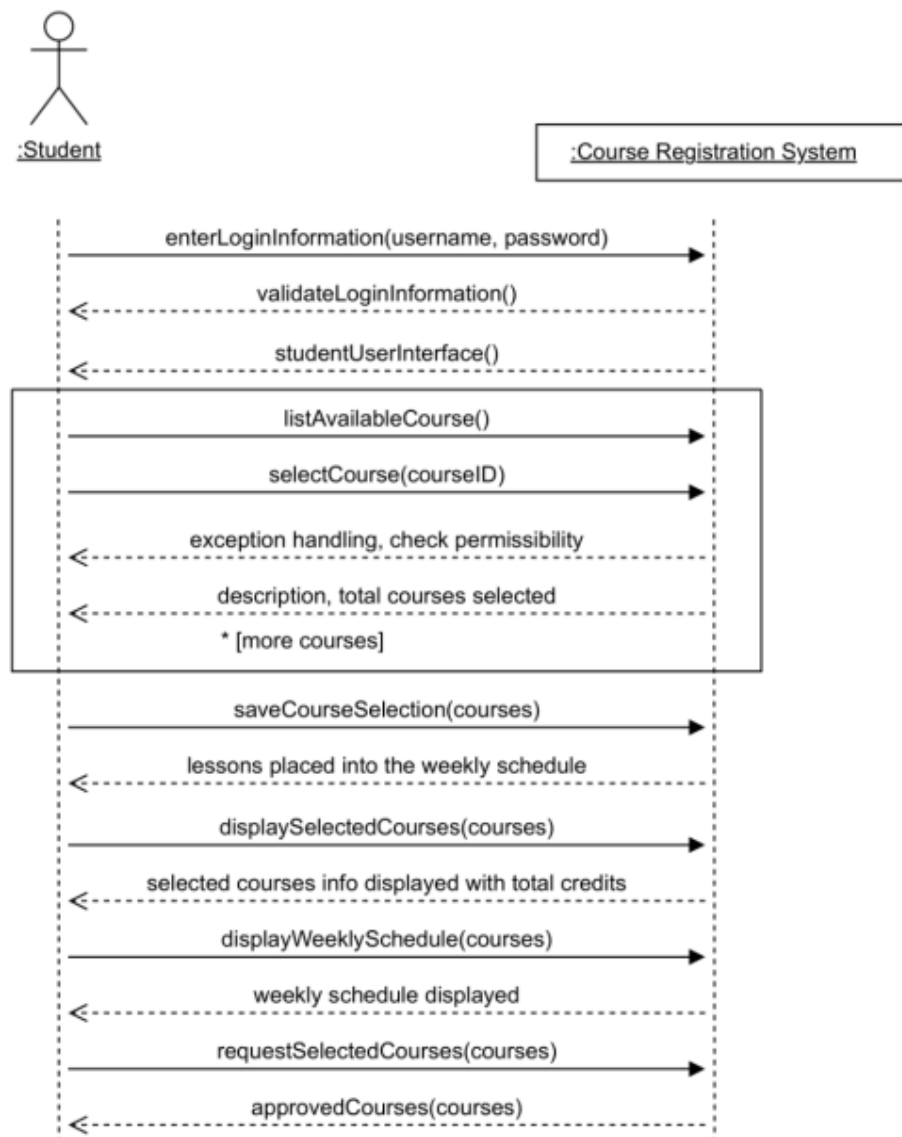 :Student
:Course Registration System
enterLoginInformation(username, password)
validateLoginInformation()
studentUserInterface()
listAvailableCourse()
selectCourse(courseID)
exception handling, check permissibility
description, total courses selected
* [more courses]
saveCourseSelection(courses)
lessons placed into the weekly schedule
displaySelectedCourses(courses)
selected courses info displayed with total credits
displayWeeklySchedule(courses)
weekly schedule displayed
requestSelectedCourses(courses)
approvedCourses(courses)